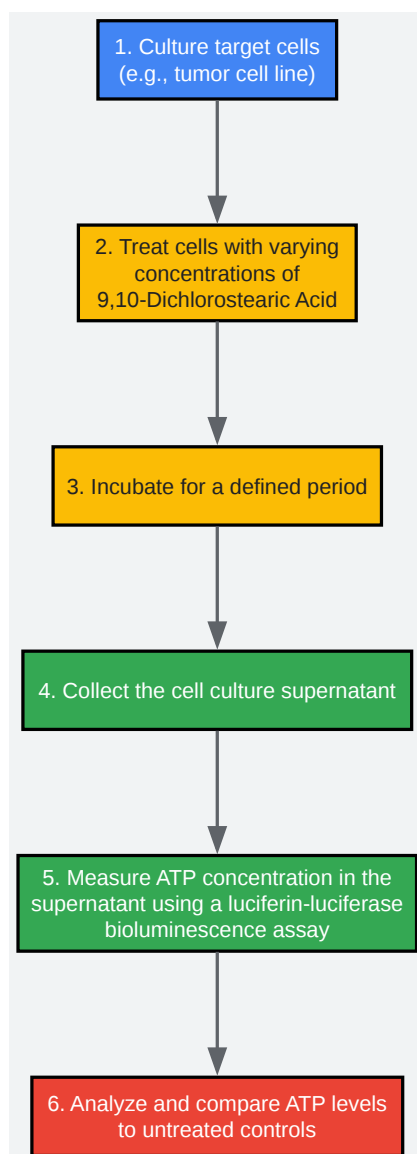 1. Culture target cells
(e.g., tumor cell line)
2. Treat cells with varying
concentrations of
9,10-Dichlorostearic Acid
3. Incubate for a defined period
4. Collect the cell culture supernatant
5. Measure ATP concentration in the
supernatant using a luciferin-luciferase
bioluminescence assay
6. Analyze and compare ATP levels
to untreated controls